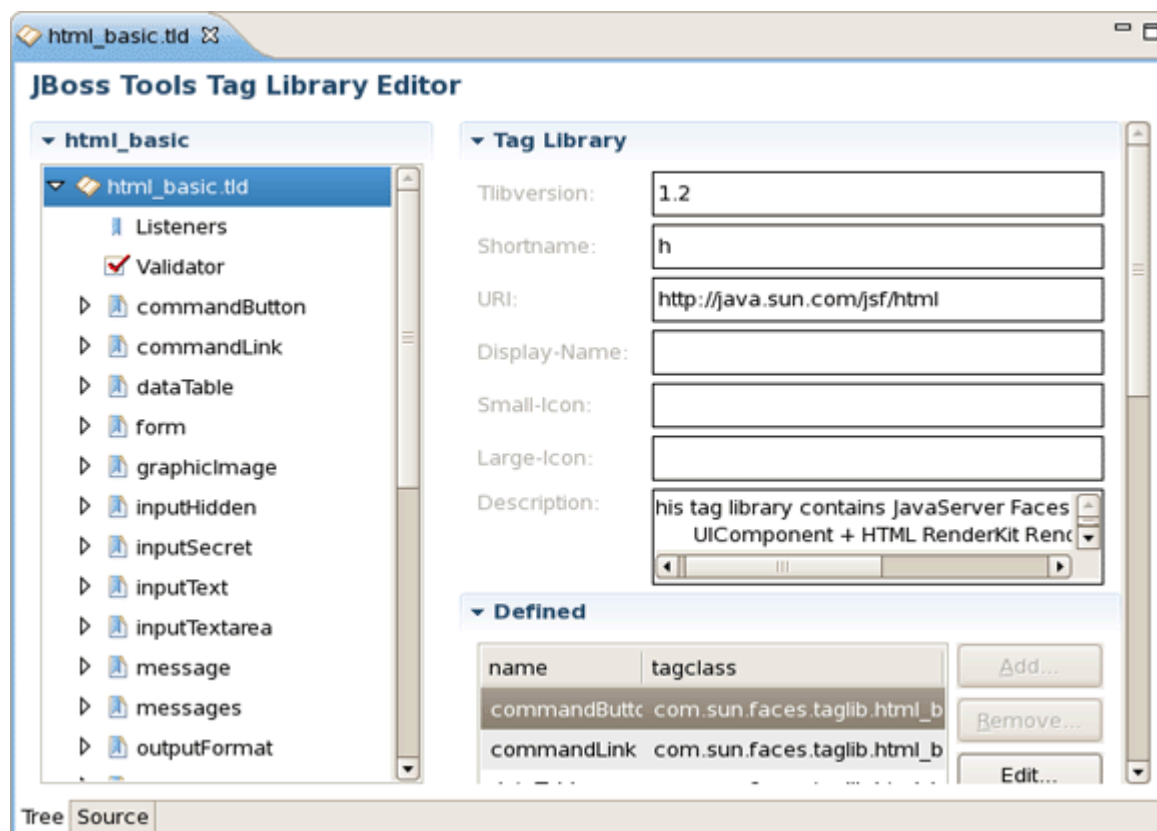 html_basic.tld
JBoss Tools Tag Library Editor
html_basic
html_basic.tld
Listeners
Validator
commandButton
commandLink
dataTable
form
graphicImage
inputHidden
inputSecret
inputText
inputTextarea
message
messages
outputFormat
Tag Library
Tlibversion: 1.2
Shortname: h
URI: http://java.sun.com/jsf/html
Display-Name:
Small-Icon:
Large-Icon:
Description: his tag library contains JavaServer Faces
UIComponent + HTML RenderKit Renc
Defined
name tagclass
commandButtc com.sun.faces.taglib.html_b
commandLink com.sun.faces.taglib.html_b
Add...
Remove...
Edit...
Tree Source